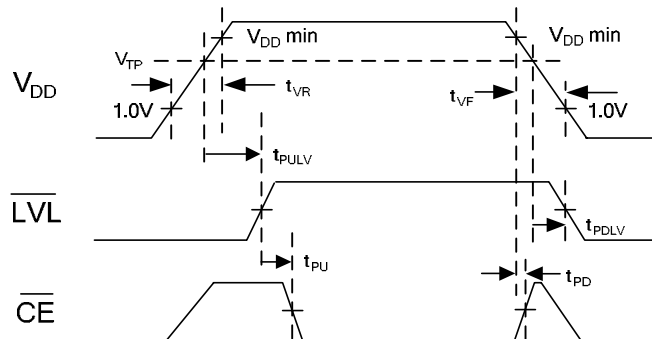 V_DD min
V_DD min
V_TP
V_DD
t_VR
t_VF
1.0V
1.0V
t_PULV
LVL
t_PDLV
t_PU
t_PD
CE